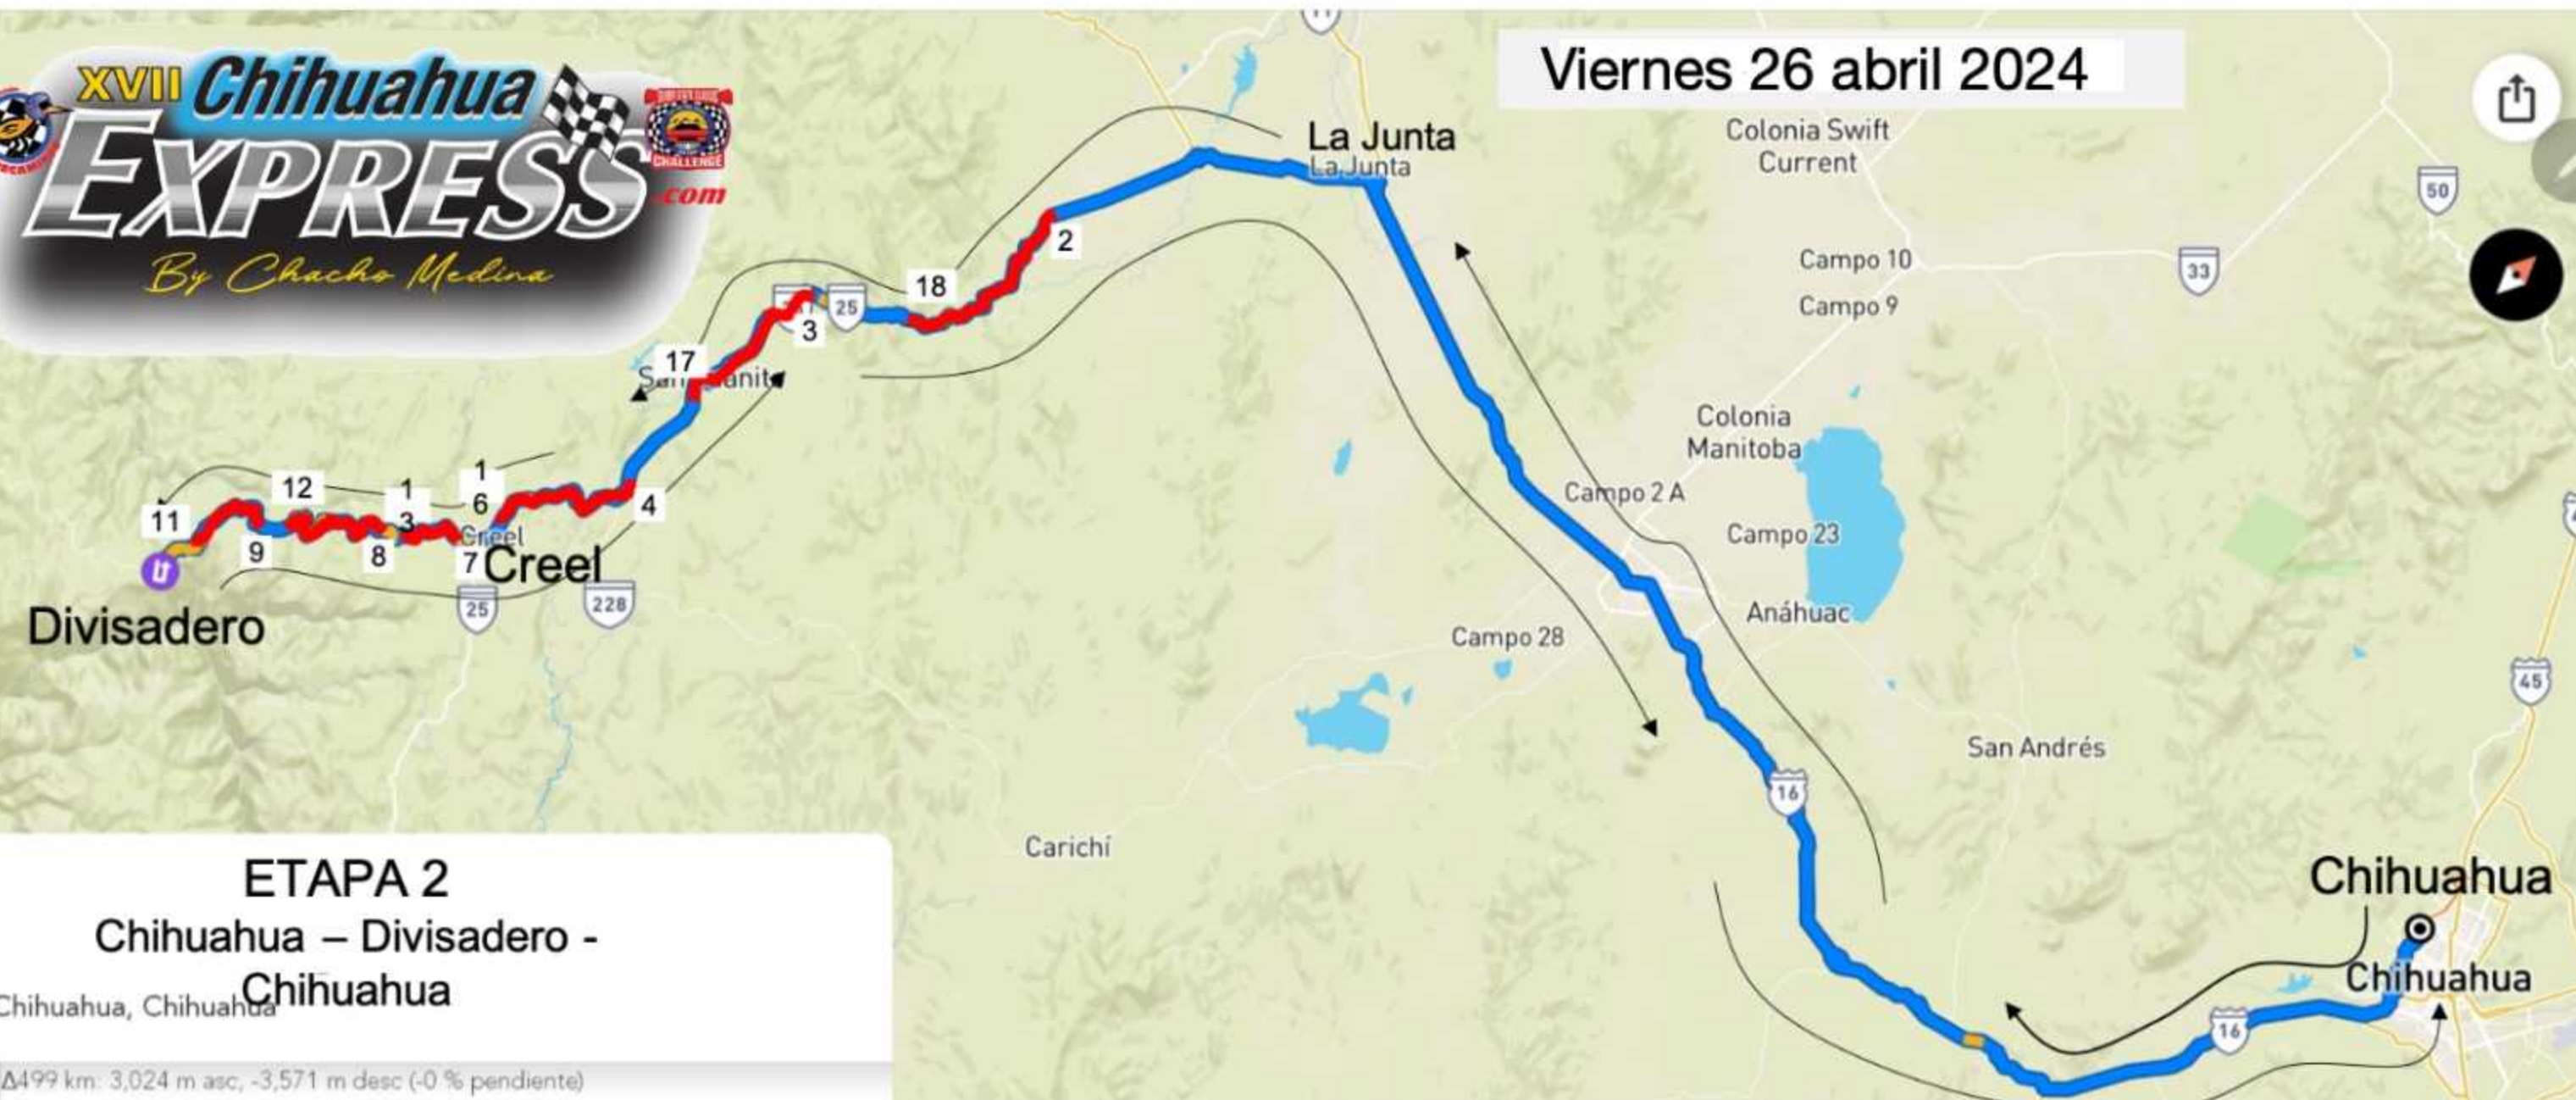 XVII Chihuahua
EXPRESS
CHALLENGE
.com
By Chacho Medina
Viernes 26 abril 2024
La Junta
La Junta
Colonia Swift
Current
50
2
Campo 10
33
Campo 9
18
25
3
17
Colonia
Manitoba
12
1
3
1
6
4
Campo 2 A
11
9
8
7
Creel
Creel
Campo 23
25
228
Anáhuac
Divisadero
Campo 28
45
San Andrés
16
Carichí
ETAPA 2
Chihuahua – Divisadero -
Chihuahua
Chihuahua, Chihuahua
Chihuahua
Chihuahua
16
Δ499 km: 3,024 m asc, -3,571 m desc (-0 % pendiente)